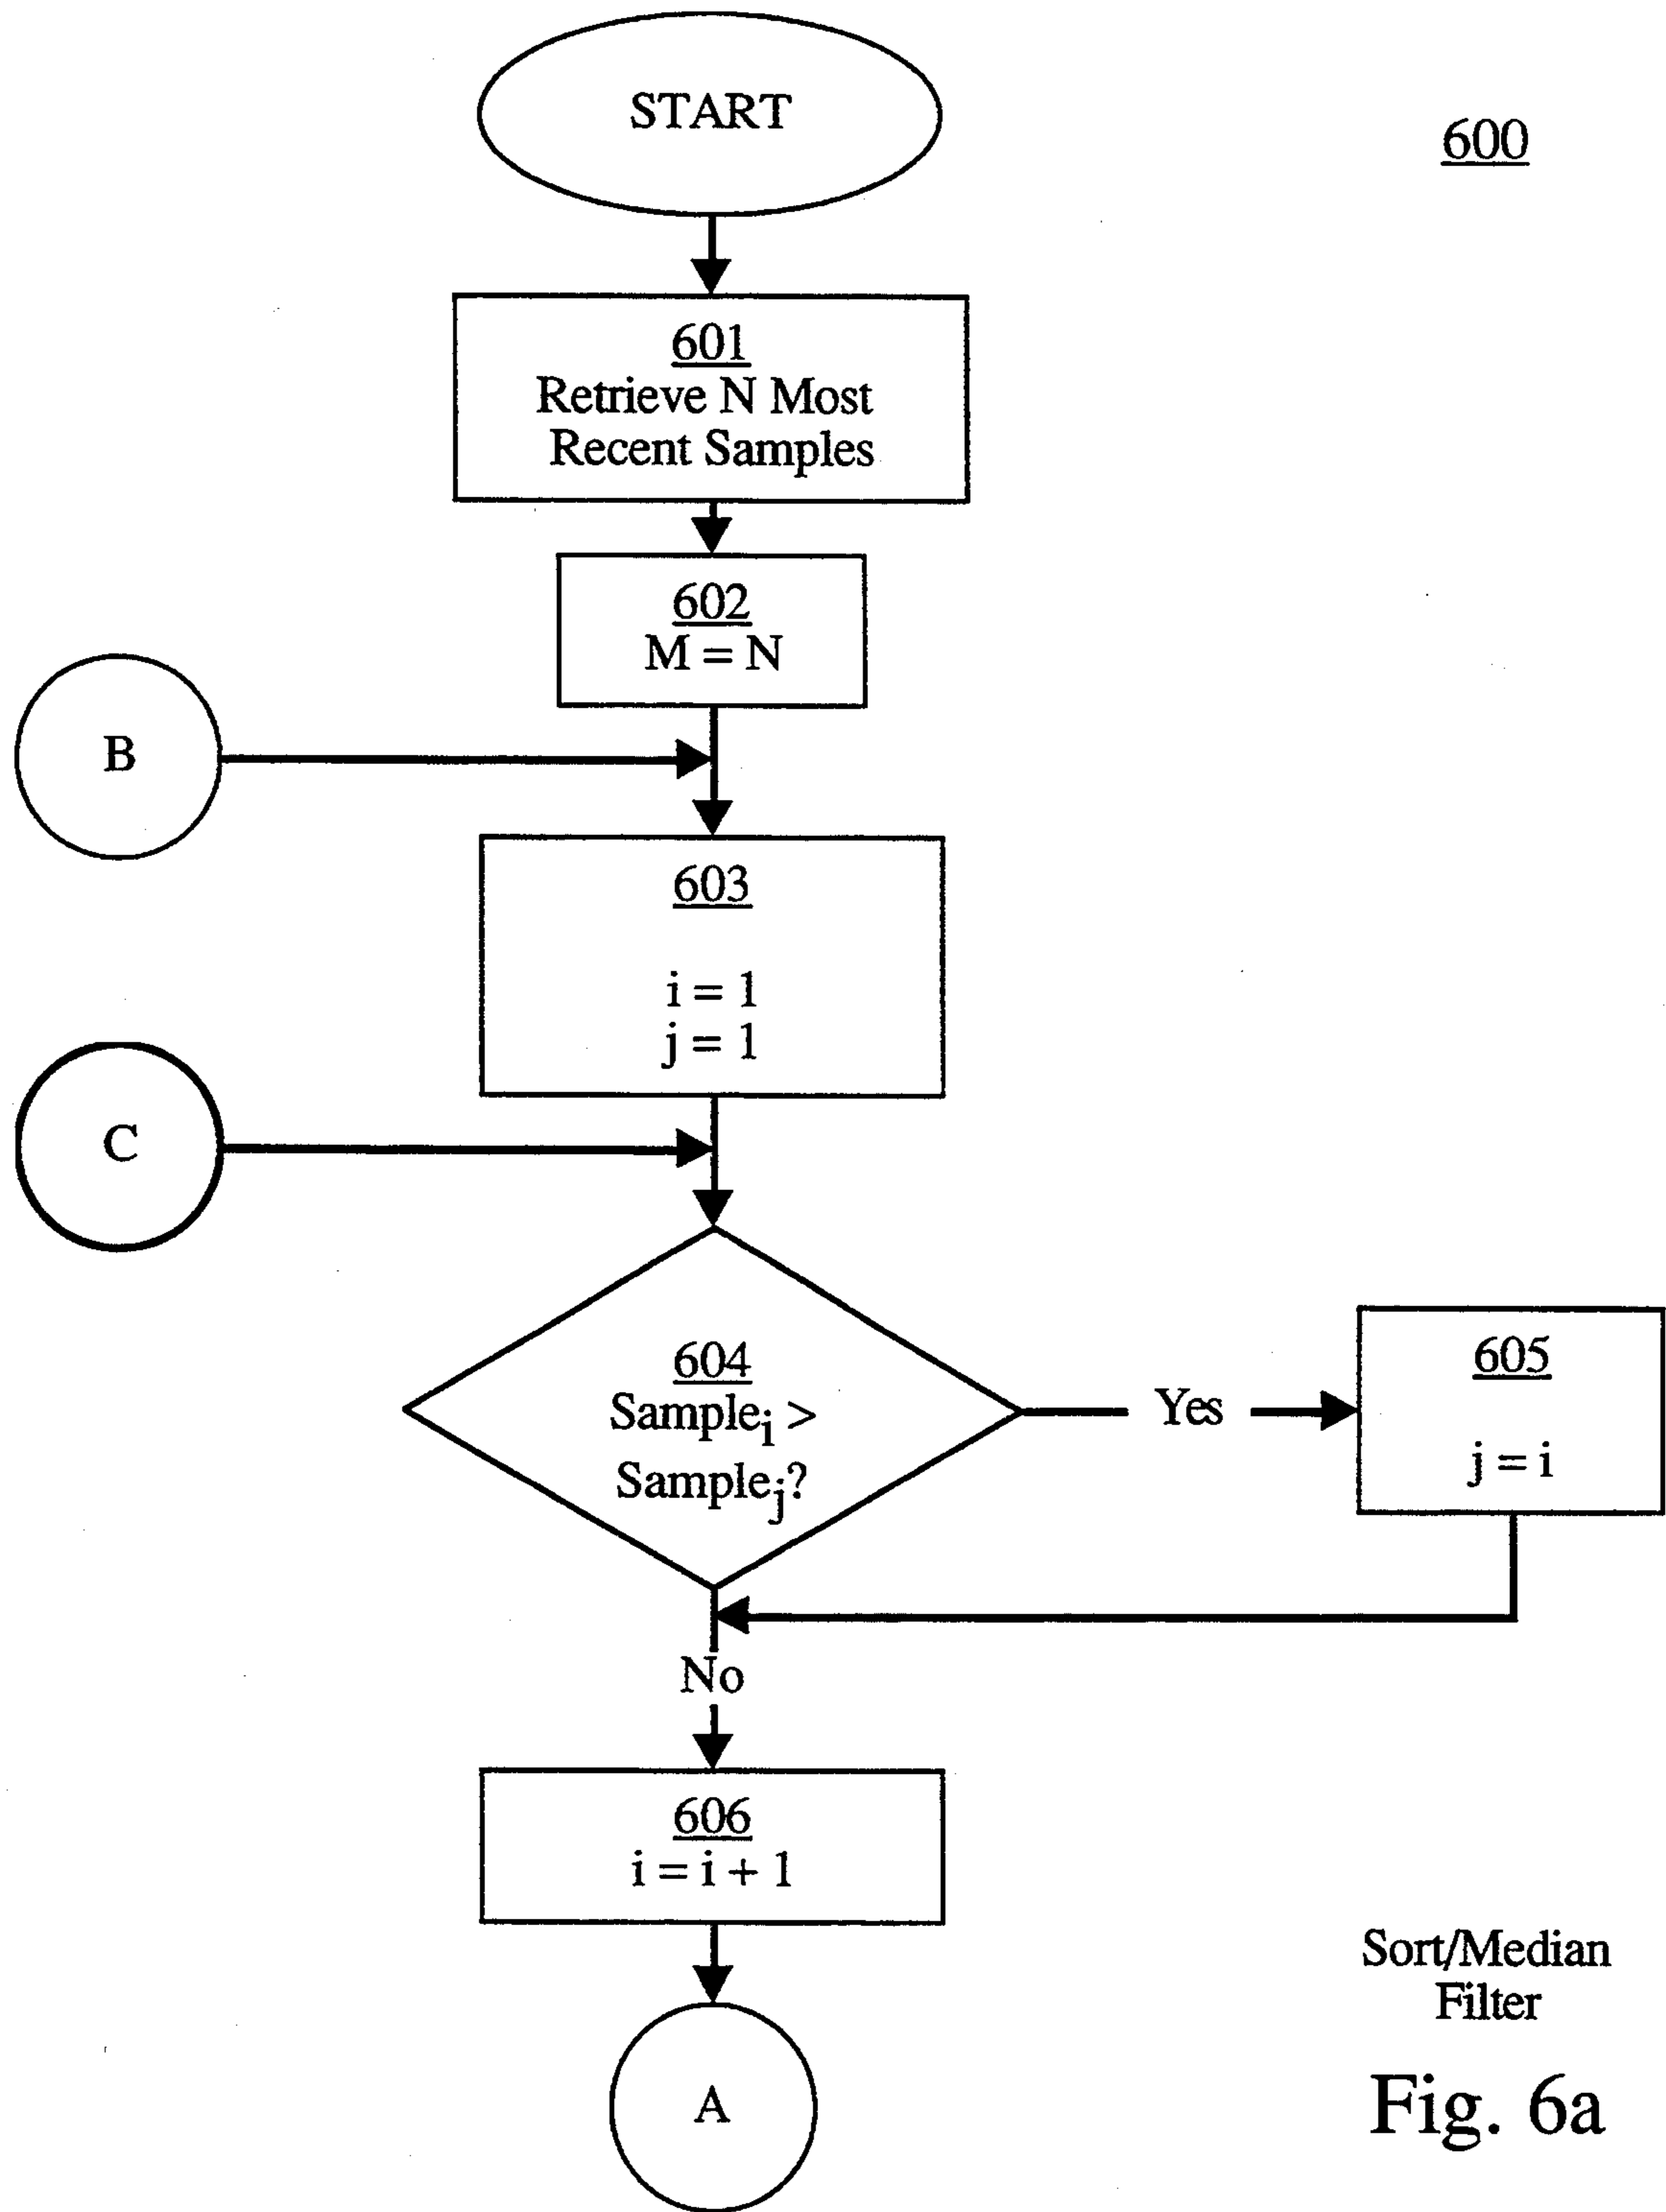 START
600
601
Retrieve N Most
Recent Samples
602
M = N
B
603
i = 1
j = 1
C
604
Sampleᵢ >
Sampleⱼ?
Yes
605
j = i
No
606
i = i + 1
A
Sort/Median
Filter
Fig. 6a